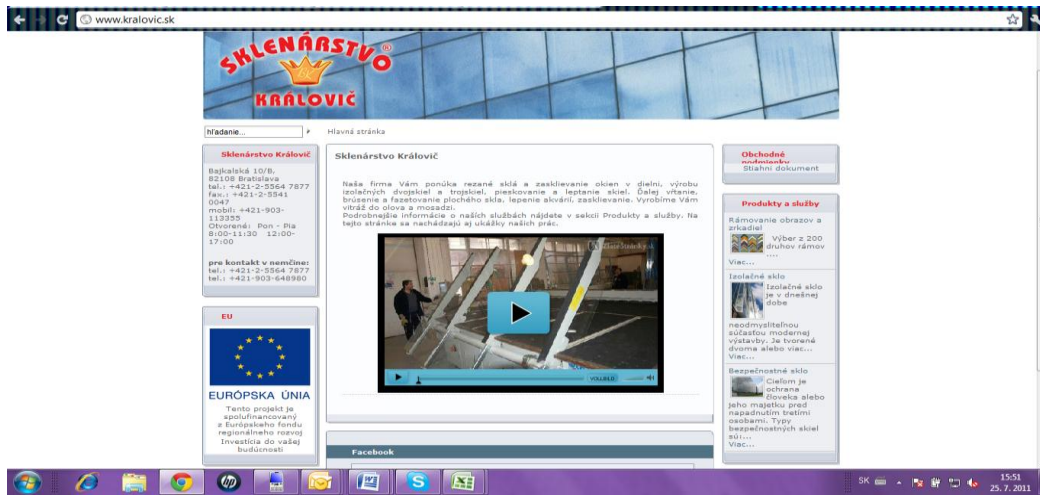 www.kralovic.sk
SKLENÁRSTVO®
KRÁLOVIČ
hľadanie...
Hlavná stránka
Sklenárstvo Královič
Bajkalská 10/B,
82108 Bratislava
tel.: +421-2-5564 7877
fax.: +421-2-5541
0047
mobil: +421-903-
113355
Otvorené: Pon - Pia
8:00-11:30 12:00-
17:00
pre kontakt v nemčine:
tel.: +421-2-5564 7877
tel.: +421-903-648980
EU
EURÓPSKA ÚNIA
Tento projekt je
spolufinancovaný
z Európskeho fondu
regionálneho rozvoj
Investícia do vašej
budúcnosti
Sklenárstvo Královič
Naša firma Vám ponúka rezané sklá a zasklievanie okien v dielni, výrobu
izolačných dvojskiel a trojskiel, pieskovanie a leptanie skiel. Ďalej vŕtanie,
brúsenie a fazetovanie plochého skla, lepenie akvárií, zasklievanie. Vyrobíme Vám
vitráž do olova a mosadzi.
Podrobnejšie informácie o naších službách nájdete v sekcii Produkty a služby. Na
tejto stránke sa nachádzajú aj ukážky našich prác.
VOLLBILD
Facebook
Obchodné
podmienky
Stiahni dokument
Produkty a služby
Rámovanie obrazov a
zrkadiel
Výber z 200
druhov rámov
....
Viac...
Izolačné sklo
Izolačné sklo
je v dnešnej
dobe
neodmysliteľnou
súčasťou modernej
výstavby. Je tvorené
dvoma alebo viac...
Viac...
Bezpečnostné sklo
Cieľom je
ochrana
človeka alebo
jeho majetku pred
napadnutím tretími
osobami. Typy
bezpečnostných skiel
sú:...
Viac...
SK
15:51
25. 7. 2011